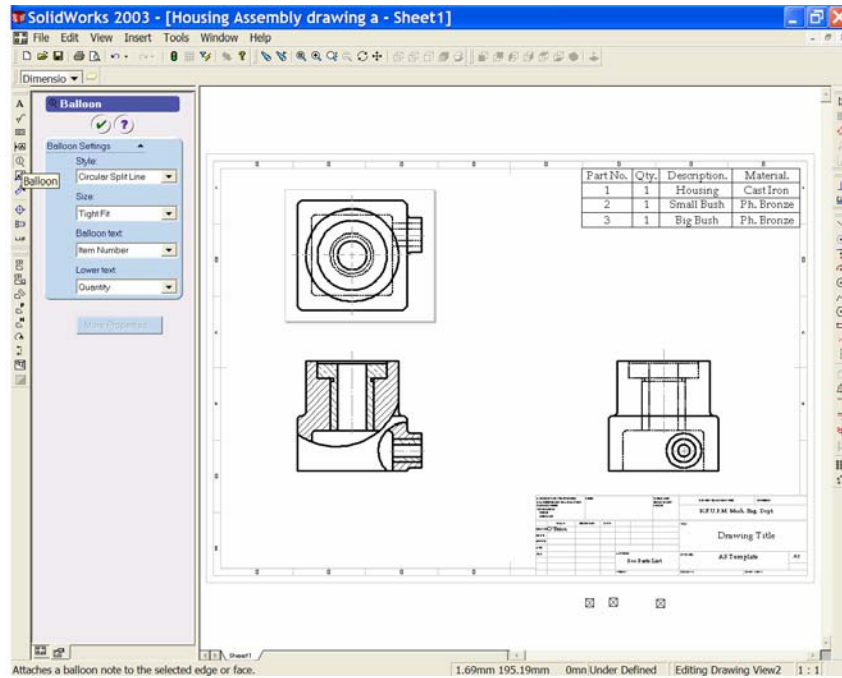 SolidWorks 2003 - [Housing Assembly drawing a - Sheet1]
File Edit View Insert Tools Window Help
Dimensio
Balloon
Balloon Settings
Style:
Circular Split Line
Balloon
Size:
Tight Fit
Balloon text:
Item Number
Lower text:
Quantity
More Properties...
Part No. Qty. Description. Material.
1 1 Housing Cast Iron
2 1 Small Bush Ph. Bronze
3 1 Big Bush Ph. Bronze
K.F.U.P.M. Mech. Eng. Dept
Drawing Title
See Parts List
A3 Template
A3
Sheet1
Attaches a balloon note to the selected edge or face.
1.69mm 195.19mm 0mn Under Defined Editing Drawing View2 1 : 1